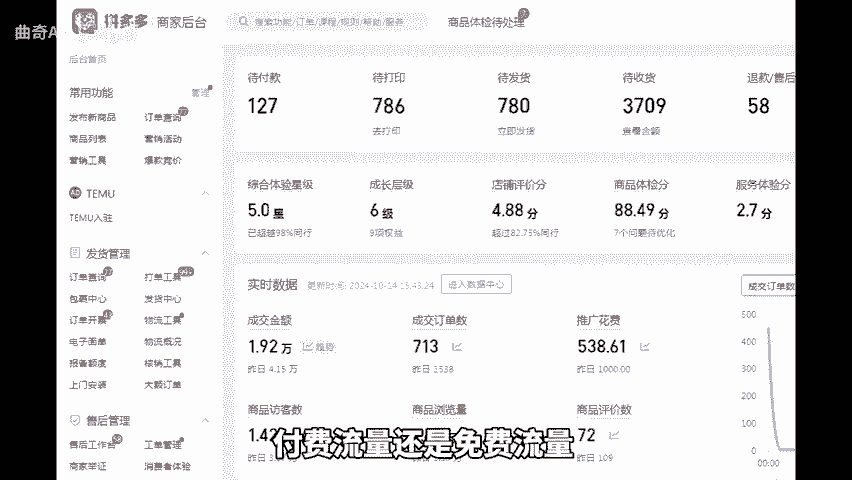 曲奇A
抖多多 商家后台
搜索功能/订单/课程/规则/帮助/服务
商品体检待处理
后台首页
常用功能 管理
发布新商品 订单查询
商品列表 营销活动
营销工具 爆款竞价
TEMU
TEMU入驻
发货管理
订单查询 打单工具
包裹中心 发货中心
订单开票 物流工具
电子面单 物流概况
报备额度 核销工具
上门安装 大额订单
售后管理
售后工作台 工单管理
商家举证 消费者体验
待付款 待打印 待发货 待收货 退款/售后
127 786 780 3709 58
去打印 立即发货 查看金额
综合体验星级 成长层级 店铺评价分 商品体检分 服务体验分
5.0 星 6 级 4.88 分 88.49 分 2.7 分
已超越98%同行 9项权益 超过82.75%同行 7个问题待优化
实时数据 更新时间: 2024-10-14 15:43:24 进入数据中心
成交订单数
成交金额 成交订单数 推广花费
1.92 万 趋势 713 538.61
昨日 4.15 万 昨日 1538 昨日 1000.00
商品访客数 商品浏览量 商品评价数
1.42 72
昨日 109
500
400
300
200
100
0
00:00
付费流量还是免费流量